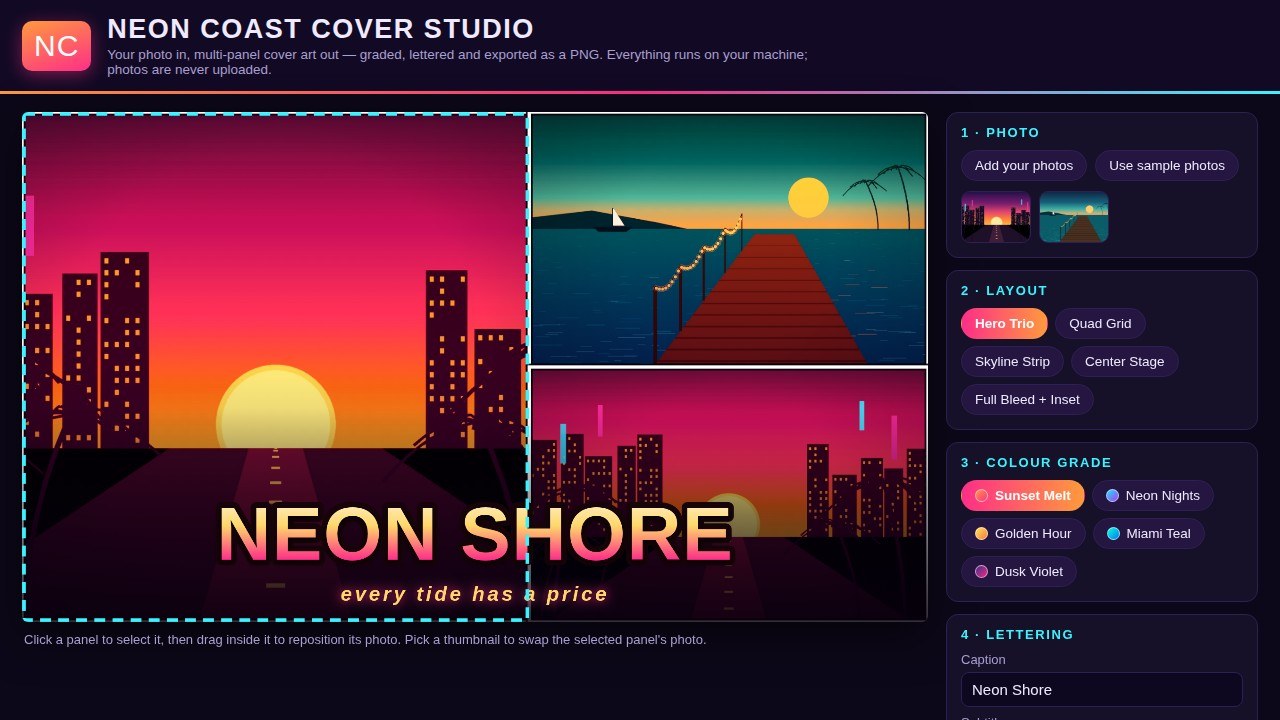 NC
NEON COAST COVER STUDIO
Your photo in, multi-panel cover art out — graded, lettered and exported as a PNG. Everything runs on your machine;
photos are never uploaded.
NEON SHORE
every tide has a price
Click a panel to select it, then drag inside it to reposition its photo. Pick a thumbnail to swap the selected panel's photo.
1 · PHOTO
Add your photos
Use sample photos
2 · LAYOUT
Hero Trio
Quad Grid
Skyline Strip
Center Stage
Full Bleed + Inset
3 · COLOUR GRADE
Sunset Melt
Neon Nights
Golden Hour
Miami Teal
Dusk Violet
4 · LETTERING
Caption
Neon Shore